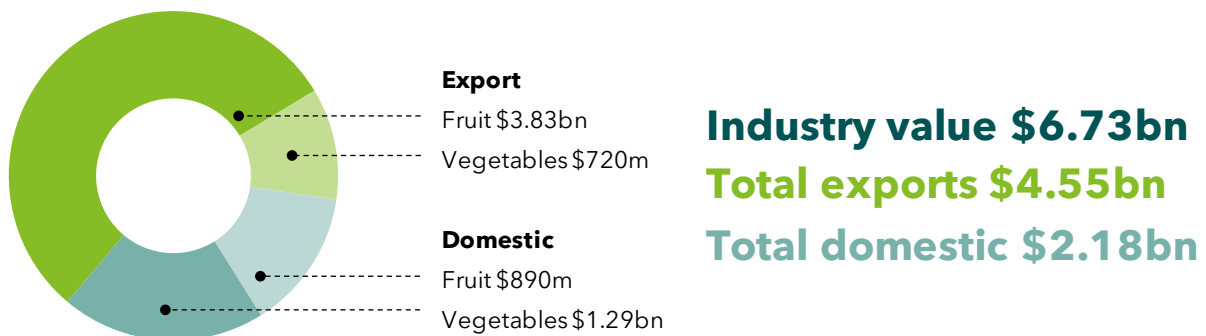 Export
Fruit $3.83bn
Vegetables $720m
Domestic
Fruit $890m
Vegetables $1.29bn
Industry value $6.73bn
Total exports $4.55bn
Total domestic $2.18bn